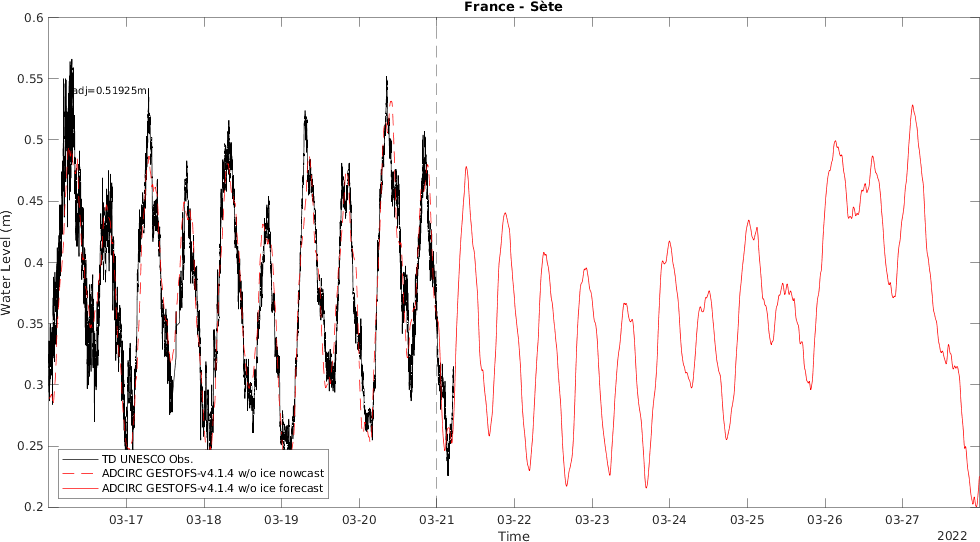 France - Sète
0.6
0.55
0.5
0.45
0.4
0.35
0.3
0.25
0.2
Water Level (m)
adj=0.51925m
TD UNESCO Obs.
ADCIRC GESTOFS-v4.1.4 w/o ice nowcast
ADCIRC GESTOFS-v4.1.4 w/o ice forecast
03-17 03-18 03-19 03-20 03-21 03-22 03-23 03-24 03-25 03-26 03-27
Time
2022